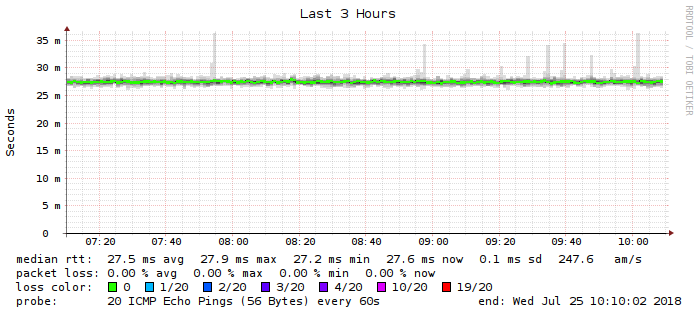 Last 3 Hours
RRDTOOL / TOBI OETIKER
Seconds
35 m
30 m
25 m
20 m
15 m
10 m
5 m
0
07:20 07:40 08:00 08:20 08:40 09:00 09:20 09:40 10:00
median rtt: 27.5 ms avg 27.9 ms max 27.2 ms min 27.6 ms now 0.1 ms sd 247.6 am/s
packet loss: 0.00 % avg 0.00 % max 0.00 % min 0.00 % now
loss color: 0 1/20 2/20 3/20 4/20 10/20 19/20
probe: 20 ICMP Echo Pings (56 Bytes) every 60s end: Wed Jul 25 10:10:02 2018